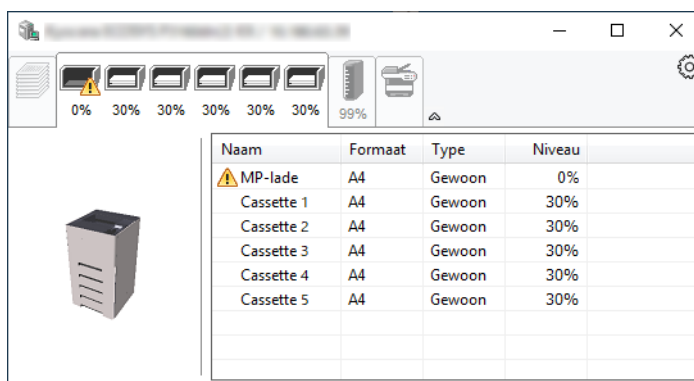 0% 30% 30% 30% 30% 30% 99%
Naam Formaat Type Niveau
MP-lade A4 Gewoon 0%
Cassette 1 A4 Gewoon 30%
Cassette 2 A4 Gewoon 30%
Cassette 3 A4 Gewoon 30%
Cassette 4 A4 Gewoon 30%
Cassette 5 A4 Gewoon 30%